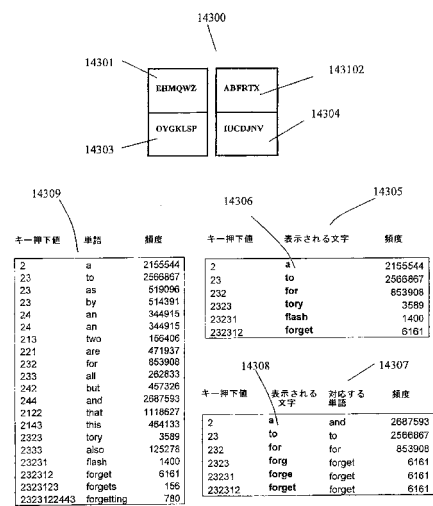 14300
14301
143102
EHMQWZ
ABFRTX
14304
OYGKLSP
IUCDJNV
14303
14309
キー押下値 単語 頻度
2 a 2155544
23 to 2566867
23 as 519096
23 by 514391
24 an 344915
24 an 344915
213 two 156406
221 are 471937
232 for 853908
233 all 262833
242 but 457326
244 and 2687593
2122 that 1118627
2143 this 464133
2323 tory 3589
2333 also 125278
23231 flash 1400
232312 forget 6161
2323123 forgets 156
2323122443 forgetting 780
14305
14306
キー押下値 表示される文字 頻度
2 a 2155544
23 to 2566867
232 for 853908
2323 tory 3589
23231 flash 1400
232312 forget 6161
14307
14308
キー押下値 表示される文字 対応する単語 頻度
2 a and 2687593
23 to to 2566867
232 for for 853908
2323 forg forget 6161
23231 forge forget 6161
232312 forget forget 6161